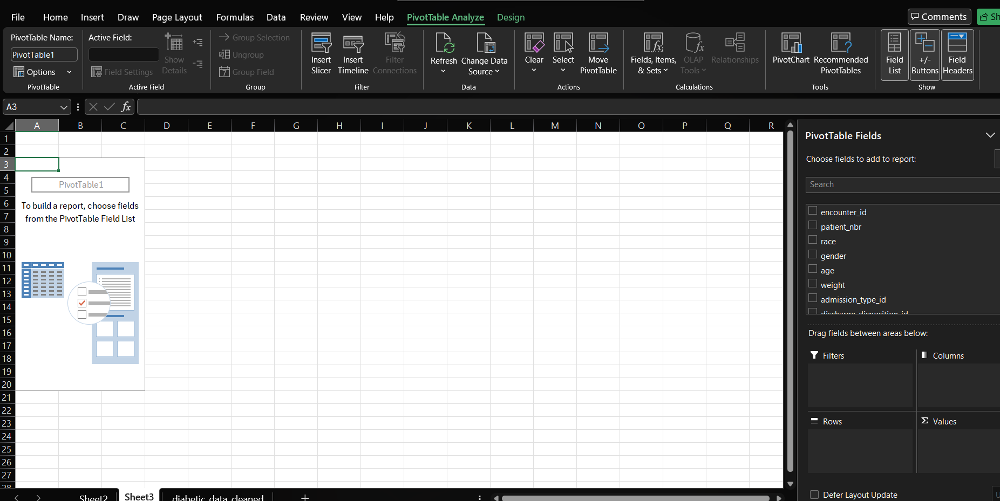 File Home Insert Draw Page Layout Formulas Data Review View Help PivotTable Analyze Design Comments
PivotTable Name:
PivotTable1
Options
PivotTable
Active Field:
Field Settings
Show Details
Active Field
Group Selection
Ungroup
7 Group Field
Group
Insert Slicer
Insert Timeline
Filter Connections
Filter
Refresh
Change Data Source
Data
Clear
Select
Move PivotTable
Actions
Fields, Items, & Sets
OLAP Tools
Relationships
Calculations
PivotChart
Recommended PivotTables
Tools
Field List
+/- Buttons
Field Headers
Show
A3 fx
A B C D E F G H I J K L M N O P Q R
1
2
3
4
5
6
7
8
9
10
11
12
13
14
15
16
17
18
19
20
21
22
23
24
25
26
27
28
PivotTable1
To build a report, choose fields
from the PivotTable Field List
PivotTable Fields
Choose fields to add to report:
Search
encounter_id
patient_nbr
race
gender
age
weight
admission_type_id
discharge_disposition_id
Drag fields between areas below:
Filters
Columns
Rows
Σ Values
Defer Layout Update
Sheet2 Sheet3 diabetic_data_cleaned +